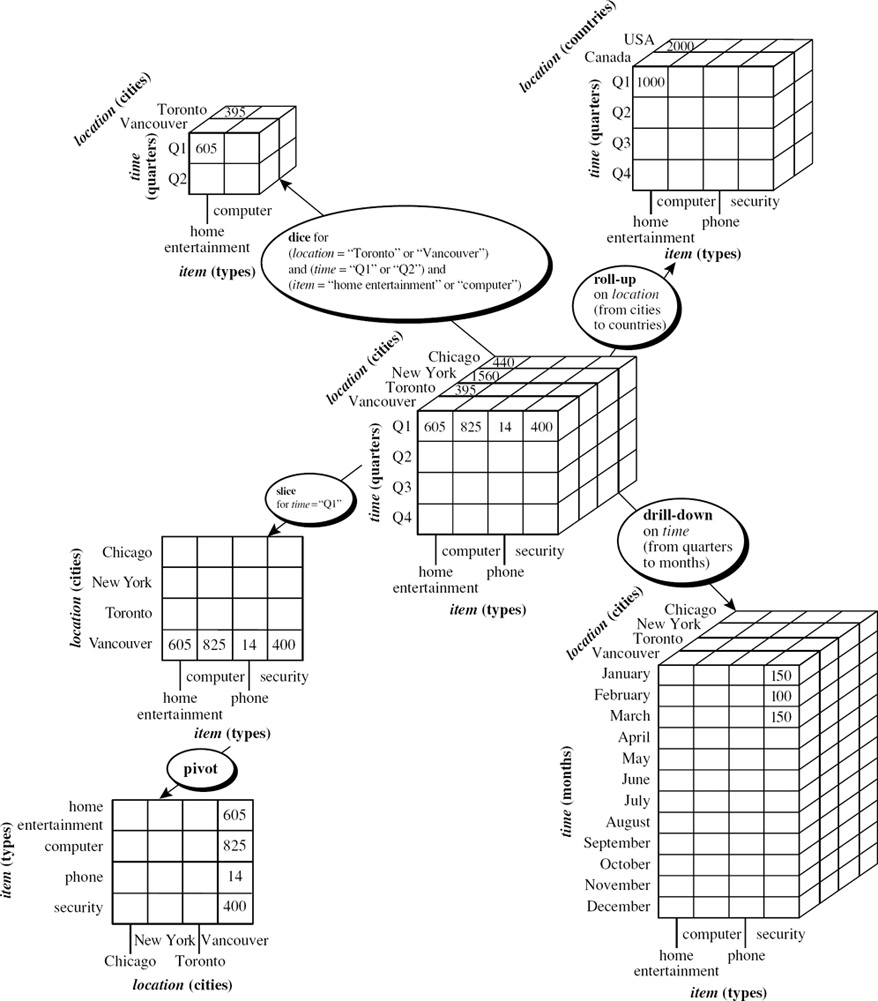 location (countries)
USA
2000
Canada
time (quarters)
Q1
1000
Q2
Q3
Q4
computer
security
home
phone
entertainment
item (types)
location (cities)
Toronto
395
Vancouver
time
(quarters)
Q1
605
Q2
computer
home
entertainment
item (types)
dice for
(location = “Toronto” or “Vancouver”)
and (time = “Q1” or “Q2”) and
(item = “home entertainment” or “computer”)
roll-up
on location
(from cities
to countries)
location (cities)
Chicago
440
New York
1560
Toronto
395
Vancouver
time (quarters)
Q1
605 825 14 400
Q2
Q3
Q4
computer
security
home
phone
entertainment
item (types)
slice
for time = “Q1”
drill-down
on time
(from quarters
to months)
location (cities)
Chicago
New York
Toronto
Vancouver
605 825 14 400
computer
security
home
phone
entertainment
item (types)
pivot
item (types)
home
entertainment
605
computer
825
phone
14
security
400
New York
Vancouver
Chicago
Toronto
location (cities)
location (cities)
Chicago
New York
Toronto
Vancouver
time (months)
January
150
February
100
March
150
April
May
June
July
August
September
October
November
December
computer
security
home
phone
entertainment
item (types)